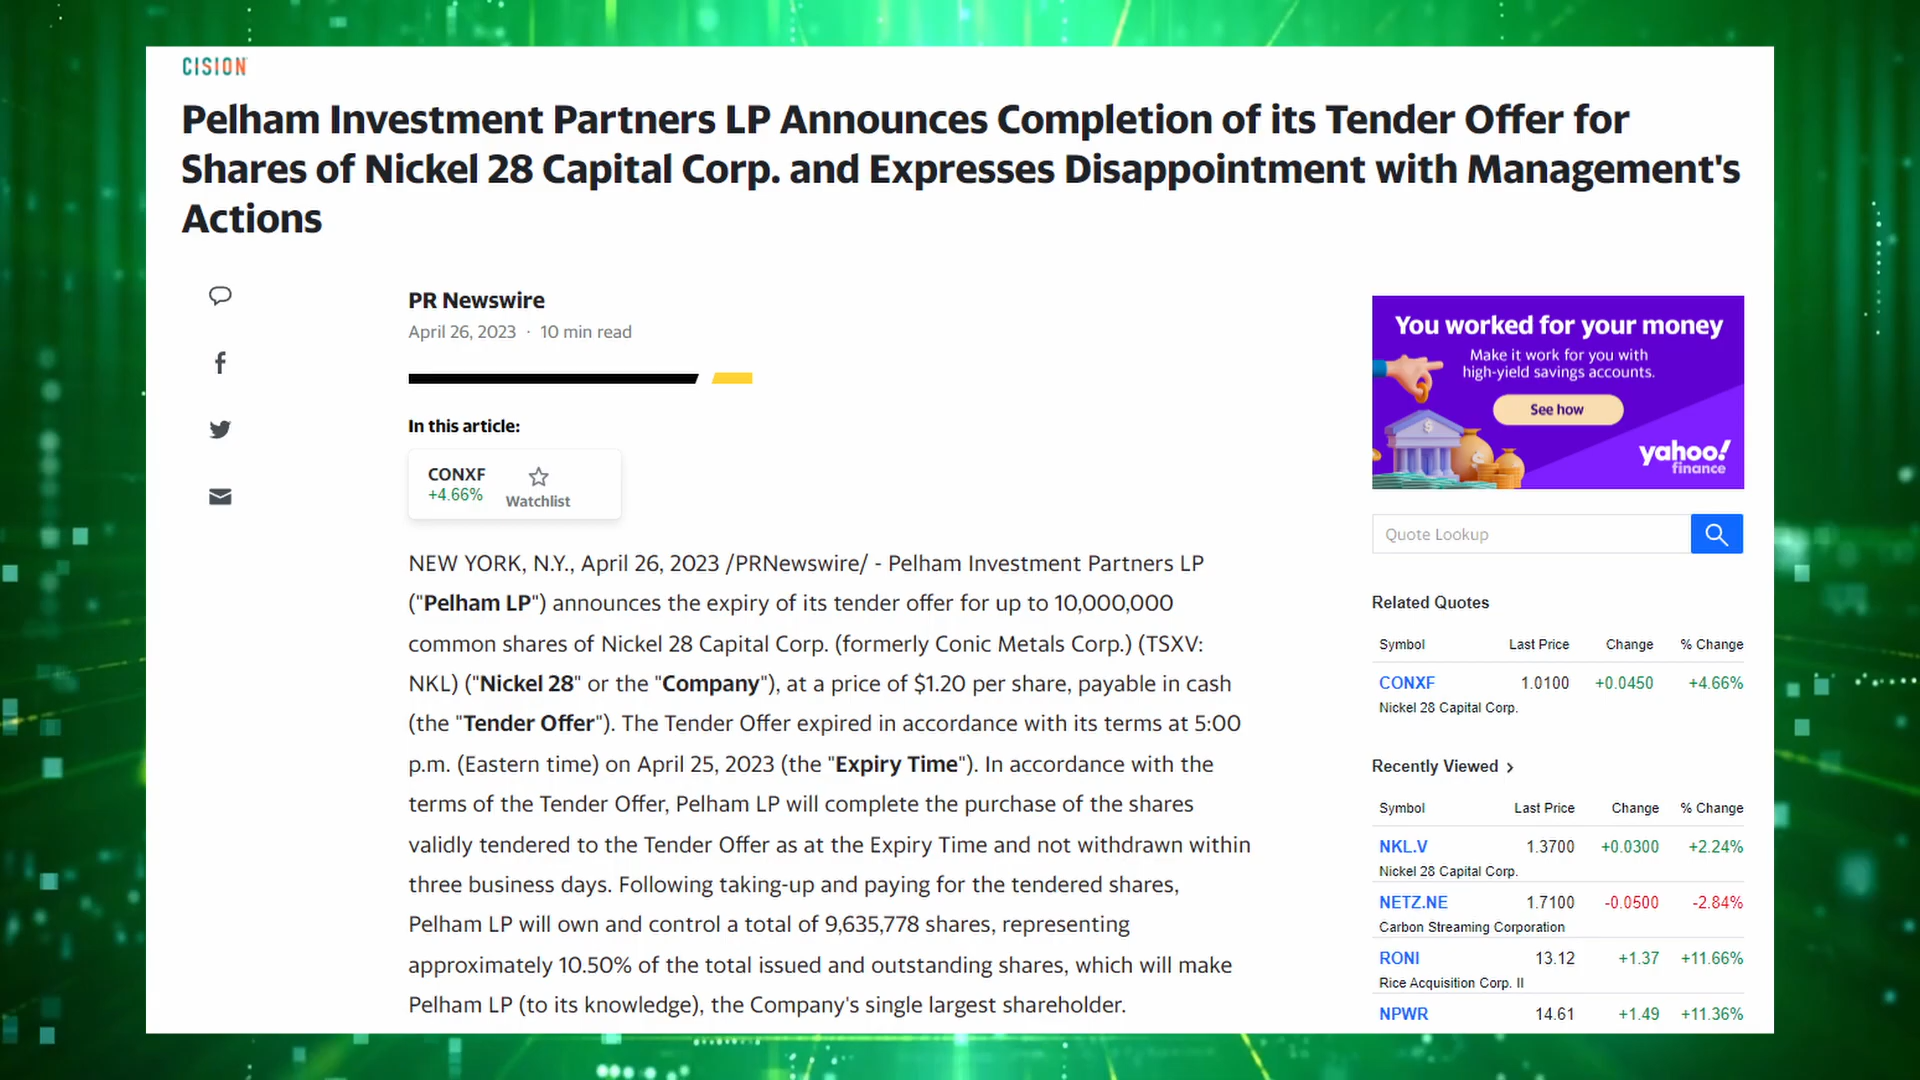 CISION
Pelham Investment Partners LP Announces Completion of its Tender Offer for
Shares of Nickel 28 Capital Corp. and Expresses Disappointment with Management's
Actions
PR Newswire
April 26, 2023 · 10 min read
In this article:
CONXF
+4.66%
Watchlist
NEW YORK, N.Y., April 26, 2023 /PRNewswire/ - Pelham Investment Partners LP
("Pelham LP") announces the expiry of its tender offer for up to 10,000,000
common shares of Nickel 28 Capital Corp. (formerly Conic Metals Corp.) (TSXV:
NKL) ("Nickel 28" or the "Company"), at a price of $1.20 per share, payable in cash
(the "Tender Offer"). The Tender Offer expired in accordance with its terms at 5:00
p.m. (Eastern time) on April 25, 2023 (the "Expiry Time"). In accordance with the
terms of the Tender Offer, Pelham LP will complete the purchase of the shares
validly tendered to the Tender Offer as at the Expiry Time and not withdrawn within
three business days. Following taking-up and paying for the tendered shares,
Pelham LP will own and control a total of 9,635,778 shares, representing
approximately 10.50% of the total issued and outstanding shares, which will make
Pelham LP (to its knowledge), the Company's single largest shareholder.
You worked for your money
Make it work for you with
high-yield savings accounts.
See how
$
yahoo!
finance
Quote Lookup
Related Quotes
Symbol Last Price Change % Change
CONXF 1.0100 +0.0450 +4.66%
Nickel 28 Capital Corp.
Recently Viewed >
Symbol Last Price Change % Change
NKL.V 1.3700 +0.0300 +2.24%
Nickel 28 Capital Corp.
NETZ.NE 1.7100 -0.0500 -2.84%
Carbon Streaming Corporation
RONI 13.12 +1.37 +11.66%
Rice Acquisition Corp. II
NPWR 14.61 +1.49 +11.36%